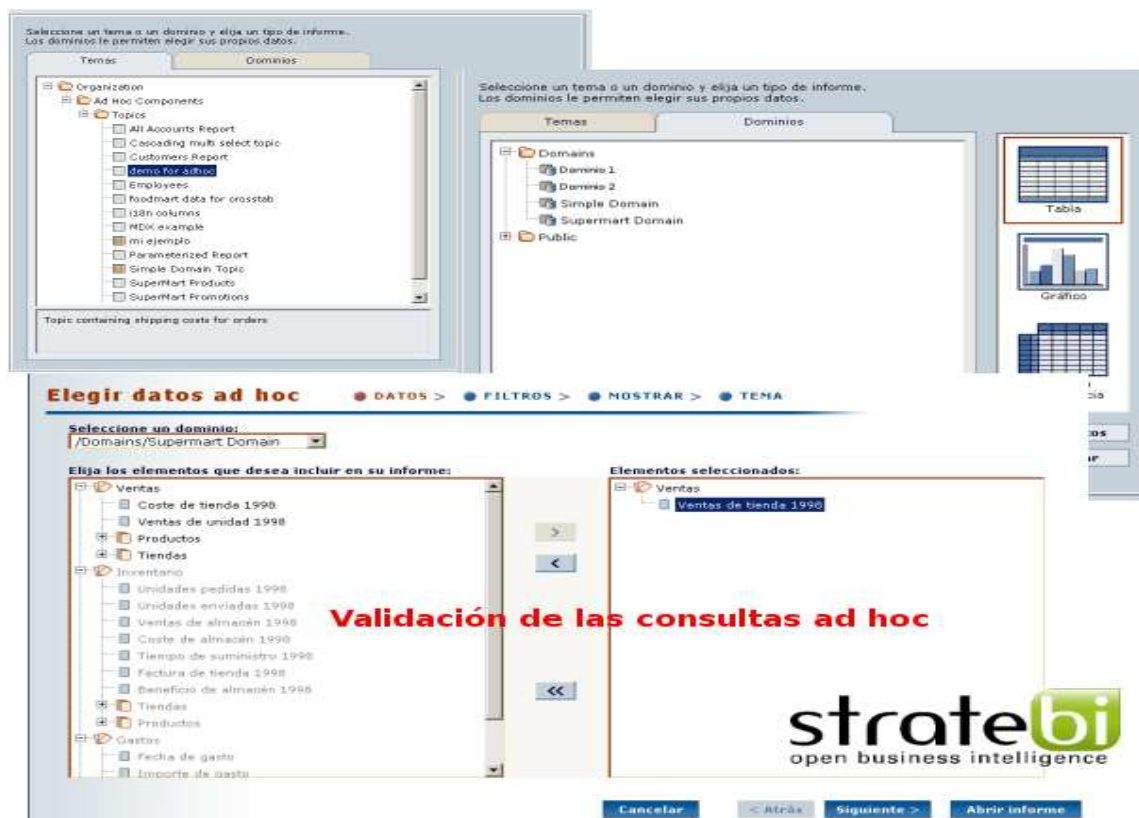 Seleccione un tema o un dominio y elija un tipo de informe.
Los dominios le permiten elegir sus propios datos.
Temas
Dominios
Organization
Ad Hoc Components
Topics
All Accounts Report
Cascading multi select topic
Customers Report
demo for adhoc
Employees
foodmart data for crosstab
i18n columns
MDX example
mi ejemplo
Parameterized Report
Simple Domain Topic
SuperMart Products
SuperMart Promotions
Topic containing shipping costs for orders
Seleccione un tema o un dominio y elija un tipo de informe.
Los dominios le permiten elegir sus propios datos.
Temas
Dominios
Domains
Dominio 1
Dominio 2
Simple Domain
Supermart Domain
Public
Tabla
Gráfico
Elegir datos ad hoc
DATOS > FILTROS > MOSTRAR > TEMA
Seleccione un dominio:
/Domains/Supermart Domain
Elija los elementos que desea incluir en su informe:
Ventas
Coste de tienda 1998
Ventas de unidad 1998
Productos
Tiendas
Inventario
Unidades pedidas 1998
Unidades enviadas 1998
Ventas de almacén 1998
Coste de almacén 1998
Tiempo de suministro 1998
Factura de tienda 1998
Beneficio de almacén 1998
Tiendas
Productos
Gastos
Fecha de gasto
Importe de gasto
>
<
<<
Elementos seleccionados:
Ventas
Ventas de tienda 1998
Validación de las consultas ad hoc
stratebi
open business intelligence
Cancelar
< Atrás
Siguiente >
Abrir informe